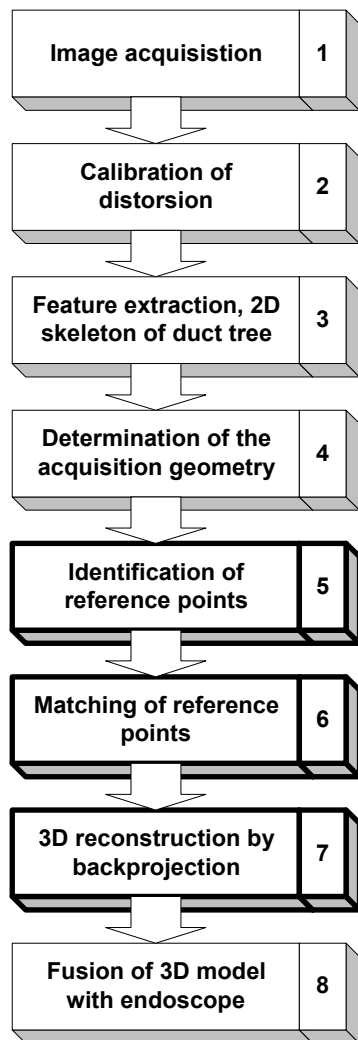 Image acquisistion 1
Calibration of
distorsion
2
Feature extraction, 2D
skeleton of duct tree
3
Determination of the
acquisition geometry
4
Identification of
reference points
5
Matching of reference
points
6
3D reconstruction by
backprojection
7
Fusion of 3D model
with endoscope
8